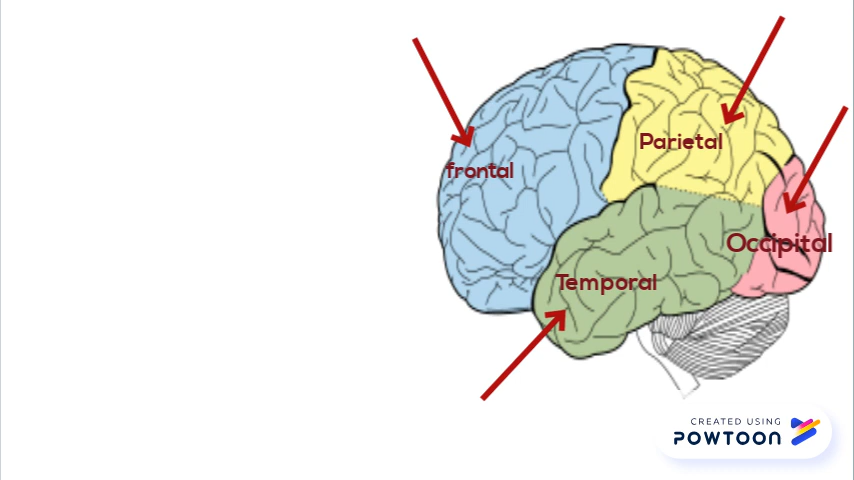 Parietal
frontal
Occipital
Temporal
CREATED USING
POWTOON